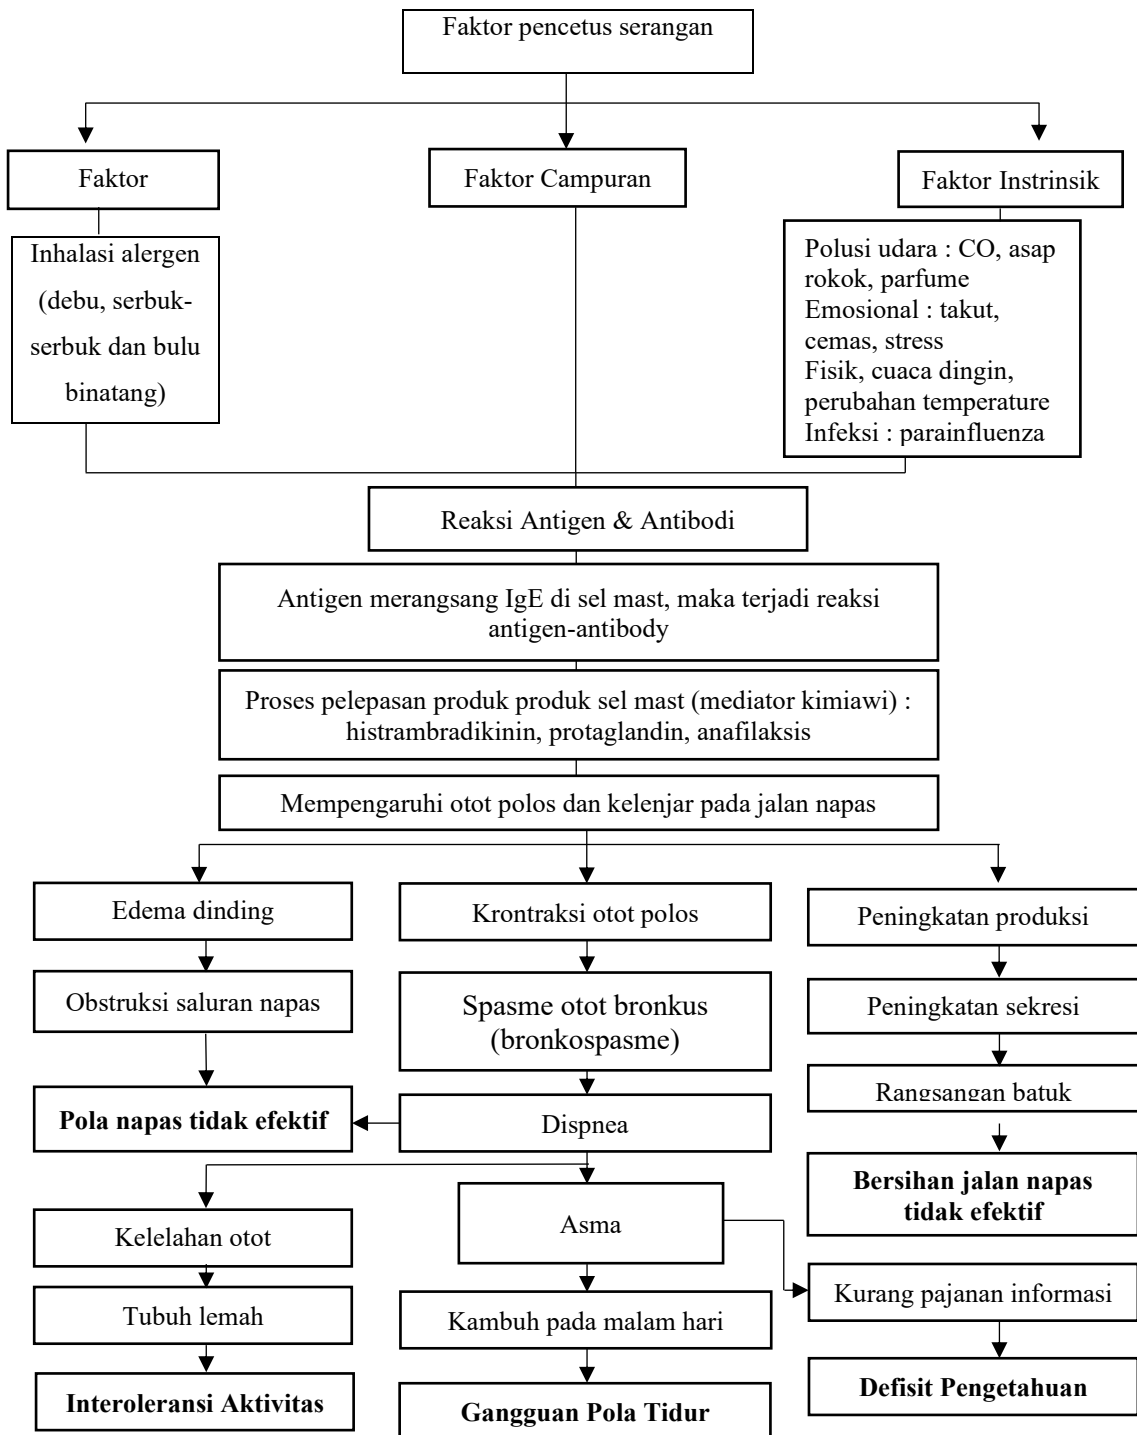 Faktor pencetus serangan
Faktor
Faktor Campuran
Faktor Instrinsik
Inhalasi alergen
(debu, serbuk-
serbuk dan bulu
binatang)
Polusi udara : CO, asap
rokok, parfume
Emosional : takut,
cemas, stress
Fisik, cuaca dingin,
perubahan temperature
Infeksi : parainfluenza
Reaksi Antigen & Antibodi
Antigen merangsang IgE di sel mast, maka terjadi reaksi
antigen-antibody
Proses pelepasan produk produk sel mast (mediator kimiawi) :
histrambradikinin, protaglandin, anafilaksis
Mempengaruhi otot polos dan kelenjar pada jalan napas
Edema dinding
Krontraksi otot polos
Peningkatan produksi
Obstruksi saluran napas
Spasme otot bronkus
(bronkospasme)
Peningkatan sekresi
Rangsangan batuk
Pola napas tidak efektif
Dispnea
Bersihan jalan napas
tidak efektif
Kelelahan otot
Asma
Tubuh lemah
Kambuh pada malam hari
Kurang pajanan informasi
Interoleransi Aktivitas
Gangguan Pola Tidur
Defisit Pengetahuan